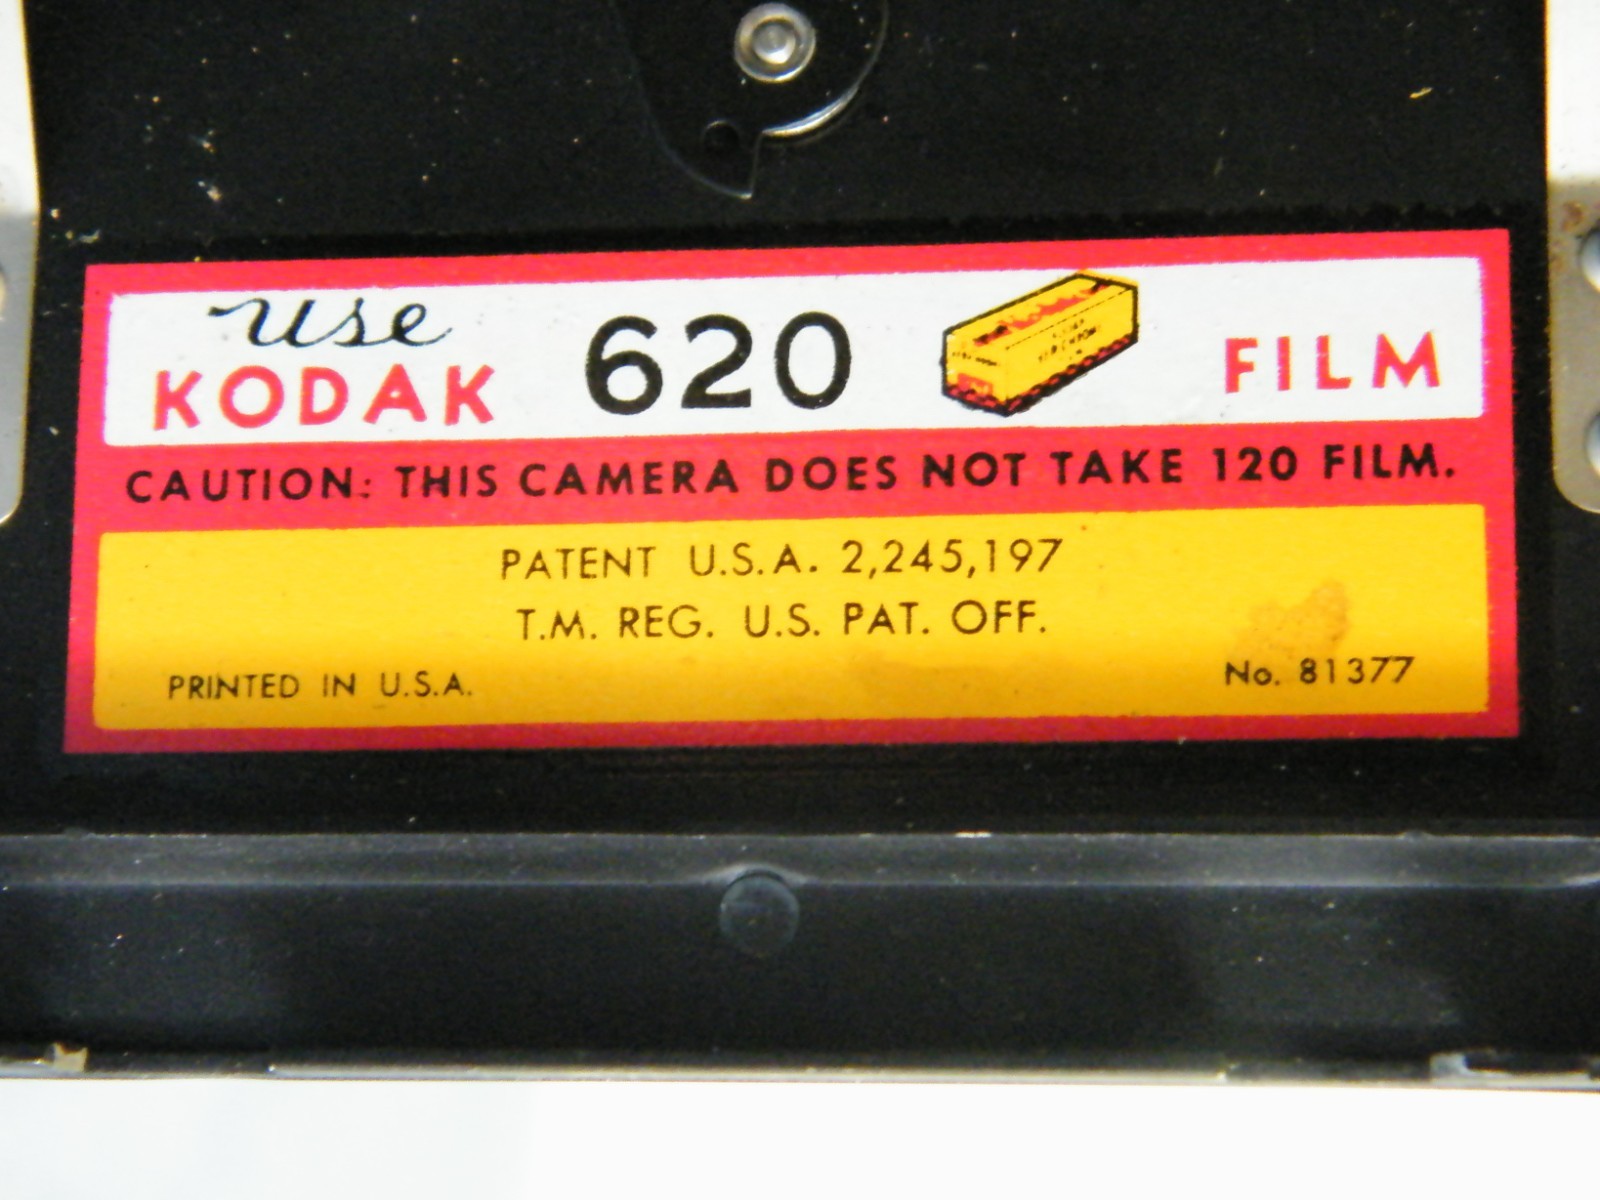 use
KODAK 620 FILM
CAUTION: THIS CAMERA DOES NOT TAKE 120 FILM.
PATENT U.S.A. 2,245,197
T.M. REG. U.S. PAT. OFF.
PRINTED IN U.S.A. No. 81377